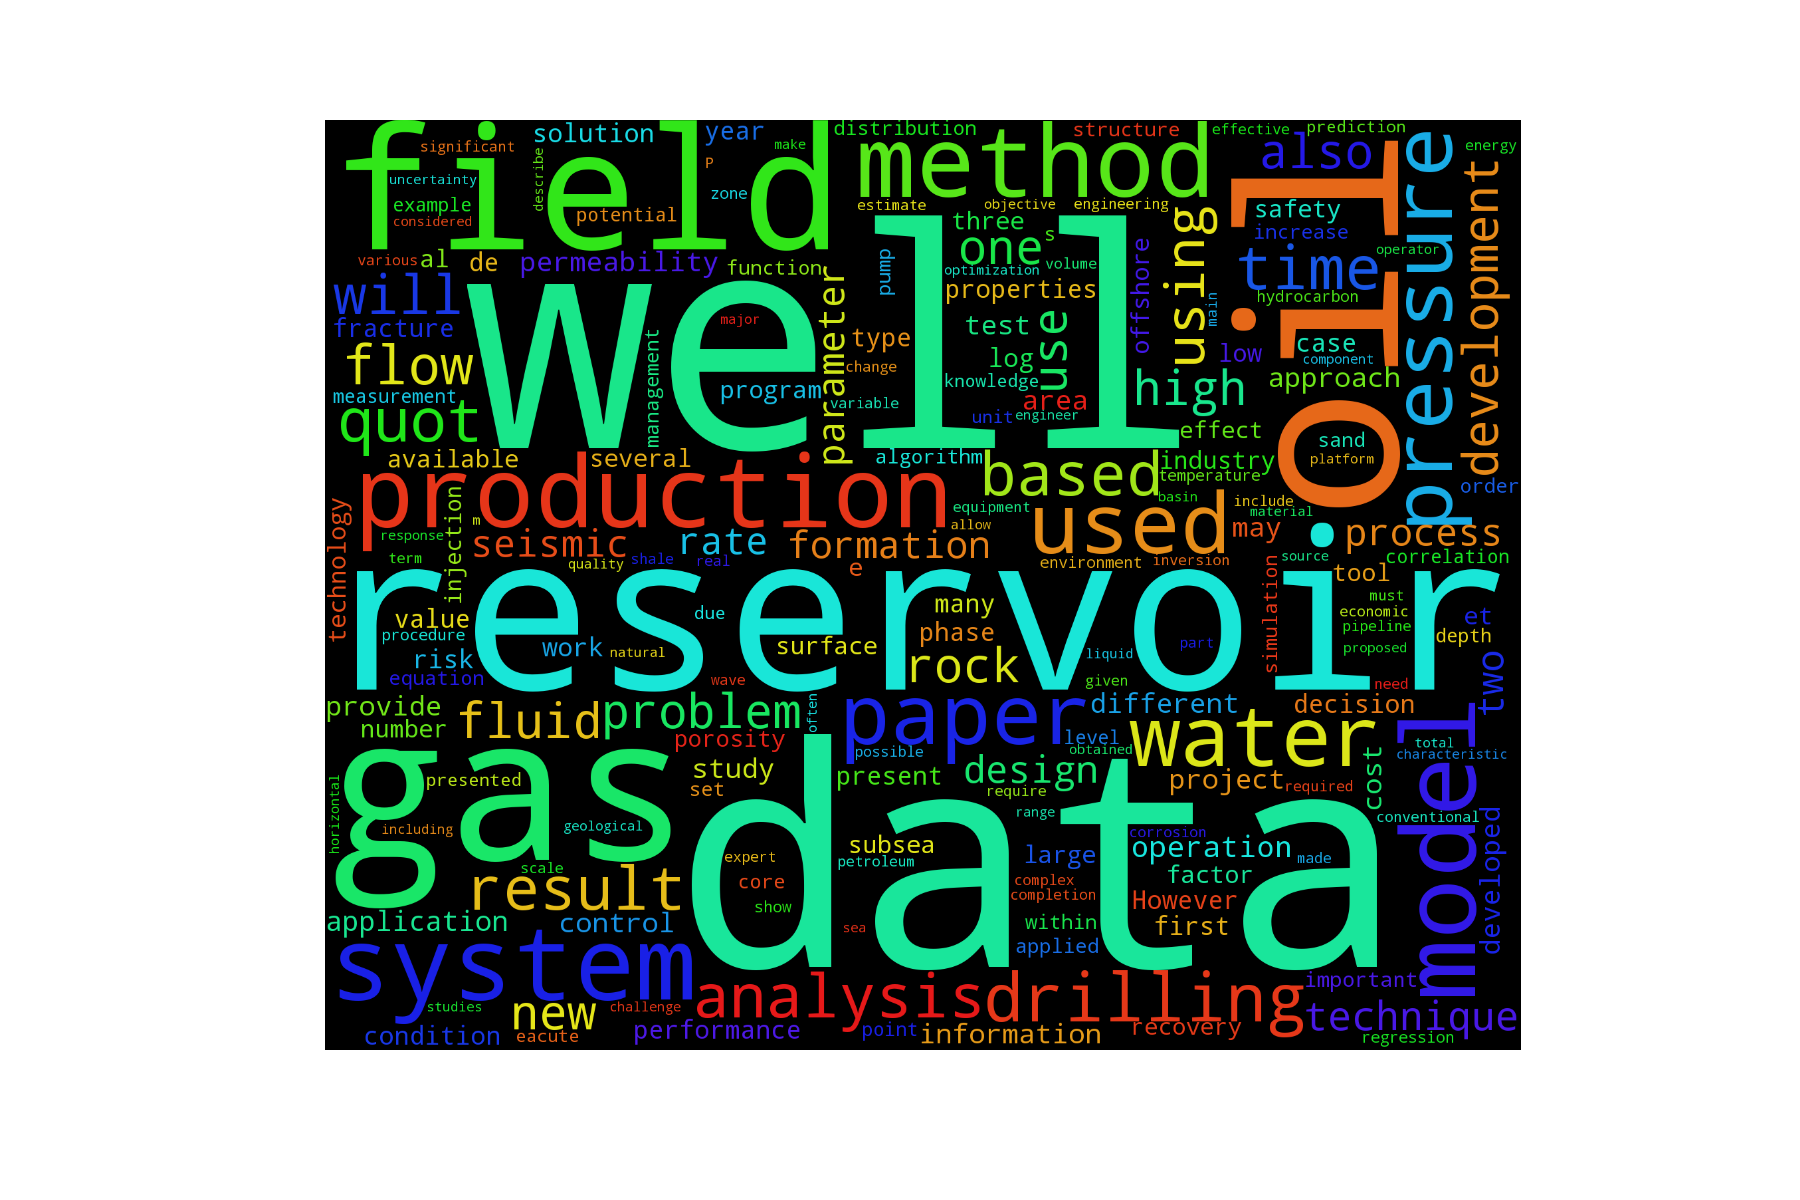 field
significant
solution
year
P
make
distribution
method
structure
effective
prediction
also
energy
uncertainty
describe
zone
example
considered
potential
estimate
objective
engineering
three
one
s
using
oil
safety
increase
operator
pressure
development
various
al
de
permeability
function
pump
optimization
volume
offshore
main
time
will
well
parameter
properties
hydrocarbon
fracture
major
management
type
test
use
low
case
component
flow
change
log
knowledge
high
approach
measurement
program
variable
area
unit
engineer
quot
effect
sand
platform
available
several
algorithm
based
industry
temperature
order
production
equipment
basin
include
material
technology
m
injection
allow
used
may
process
response
seismic
rate
formation
e
environment
inversion
source
correlation
term
quality
shale
real
tool
reservoir
simulation
many
must
value
due
economic
et
procedure
phase
pipeline
depth
risk
work
natural
surface
rock
liquid
part
proposed
equation
wave
given
need
two
provide
number
fluid
problem
often
paper
different
decision
model
porosity
level
water
possible
obtained
total
characteristic
gas
presented
study
set
present
design
require
project
required
cost
horizontal
data
range
conventional
including
geological
corrosion
developed
subsea
operation
made
scale
expert
petroleum
large
factor
result
core
complex
completion
However
show
application
control
sea
within
first
applied
system
analysis
drilling
important
studies
new
challenge
technique
condition
eacute
performance
point
information
recovery
regression